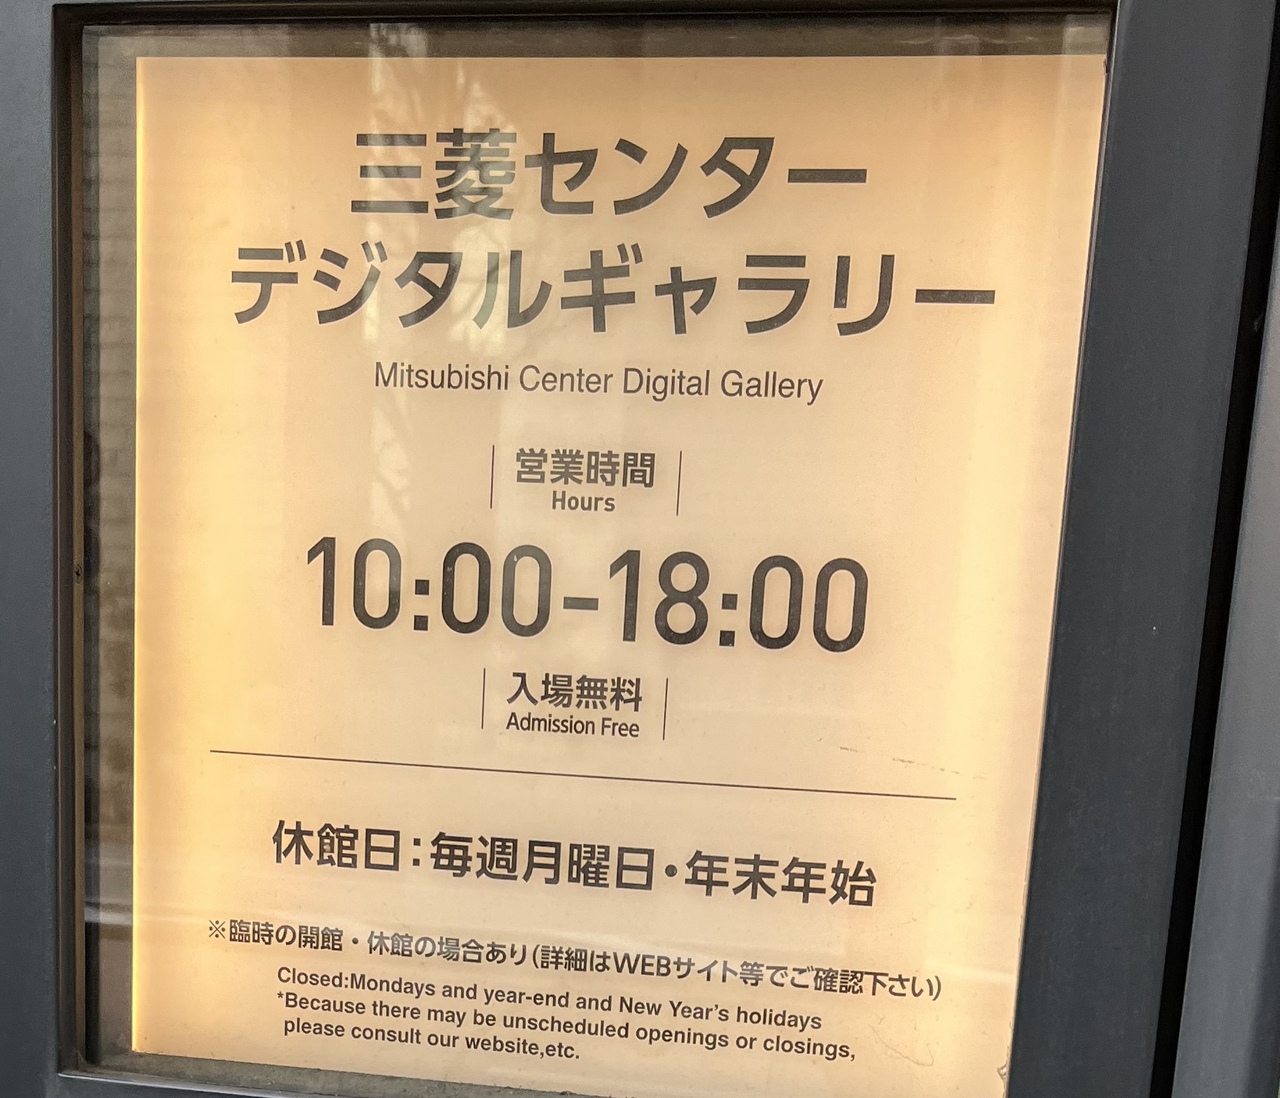 三菱センター
デジタルギャラリー
Mitsubishi Center Digital Gallery
営業時間
Hours
10:00-18:00
入場無料
Admission Free
休館日：毎週月曜日・年末年始
※臨時の開館・休館の場合あり（詳細はWEBサイト等でご確認下さい）
Closed:Mondays and year-end and New Year's holidays
*Because there may be unscheduled openings or closings,
please consult our website,etc.